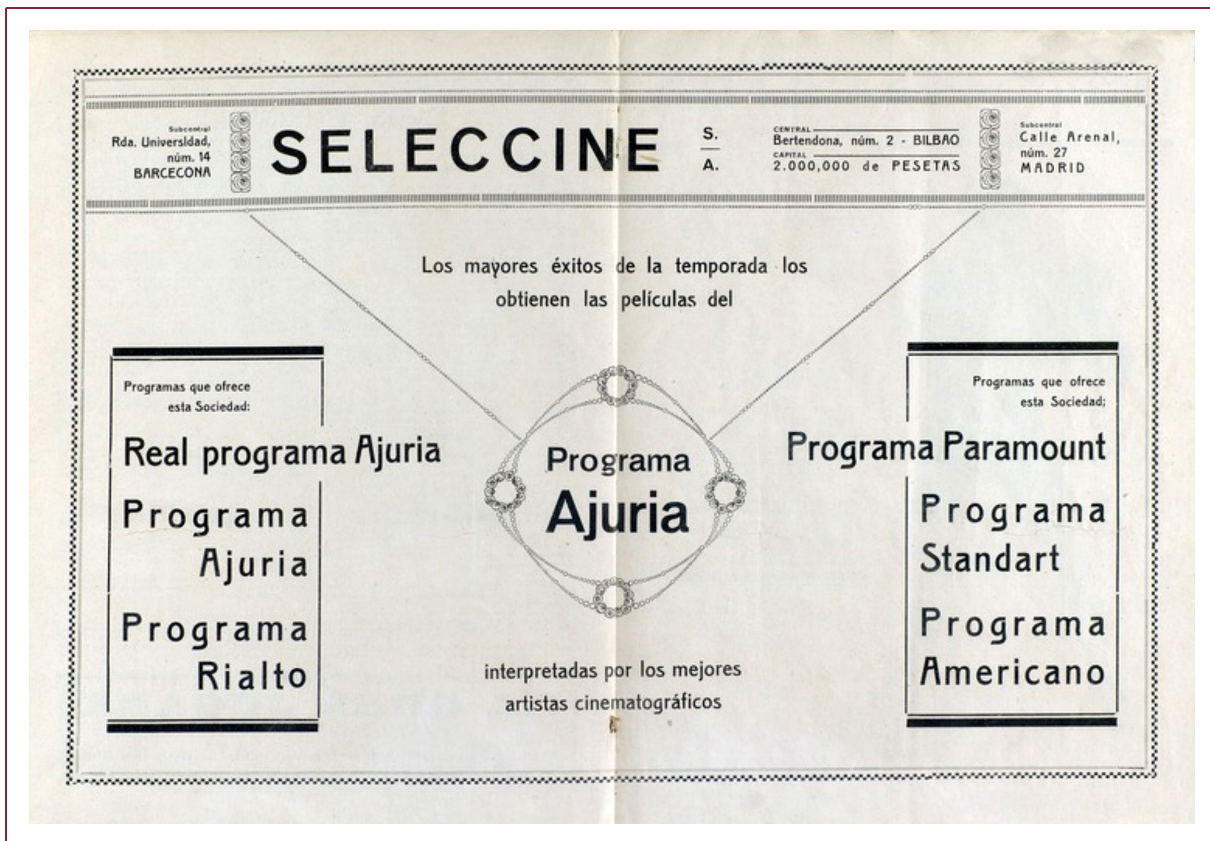 Subcentral
Rda. Universidad,
núm. 14
BARCECONA
SELECCINE
S.
A.
CENTRAL
Bertendona, núm. 2 - BILBAO
CAPITAL
2.000,000 de PESETAS
Subcentral
Calle Arenal,
núm. 27
MADRID
Los mayores éxitos de la temporada los
obtienen las películas del
Programas que ofrece
esta Sociedad:
Real programa Ajuria
Programa
Ajuria
Programa
Rialto
Programa
Ajuria
interpretadas por los mejores
artistas cinematográficos
Programas que ofrece
esta Sociedad;
Programa Paramount
Programa
Standart
Programa
Americano